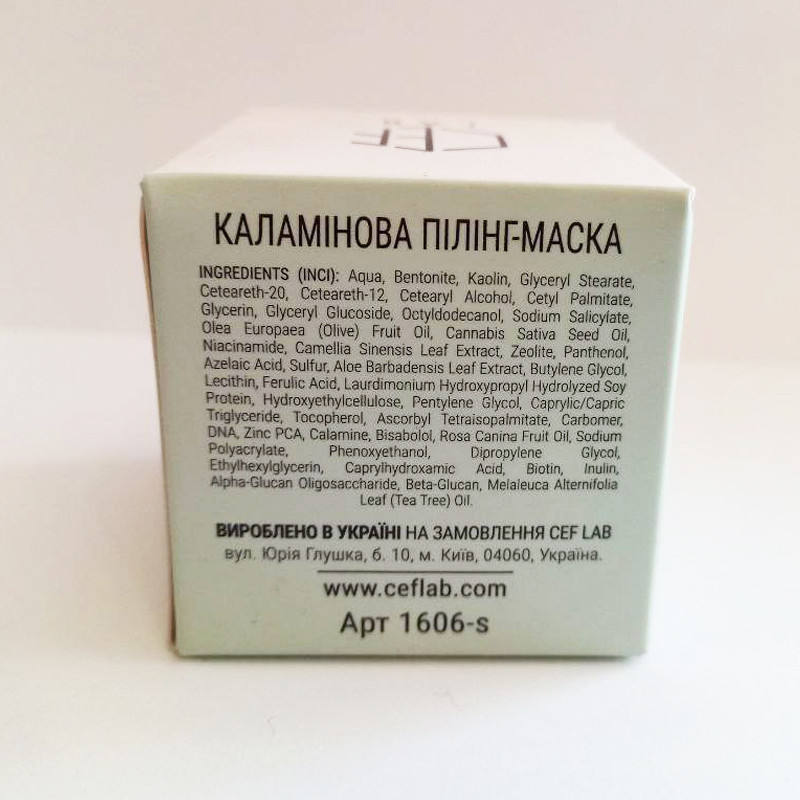 КАЛАМІНОВА ПІЛІНГ-МАСКА
INGREDIENTS (INCI): Aqua, Bentonite, Kaolin, Glyceryl Stearate,
Ceteareth-20, Ceteareth-12, Cetearyl Alcohol, Cetyl Palmitate,
Glycerin, Glyceryl Glucoside, Octyldodecanol, Sodium Salicylate,
Olea Europaea (Olive) Fruit Oil, Cannabis Sativa Seed Oil,
Niacinamide, Camellia Sinensis Leaf Extract, Zeolite, Panthenol,
Azelaic Acid, Sulfur, Aloe Barbadensis Leaf Extract, Butylene Glycol,
Lecithin, Ferulic Acid, Laurdimonium Hydroxypropyl Hydrolyzed Soy
Protein, Hydroxyethylcellulose, Pentylene Glycol, Caprylic/Capric
Triglyceride, Tocopherol, Ascorbyl Tetraisopalmitate, Carbomer,
DNA, Zinc PCA, Calamine, Bisabolol, Rosa Canina Fruit Oil, Sodium
Polyacrylate, Phenoxyethanol, Dipropylene Glycol,
Ethylhexylglycerin, Caprylhydroxamic Acid, Biotin, Inulin,
Alpha-Glucan Oligosaccharide, Beta-Glucan, Melaleuca Alternifolia
Leaf (Tea Tree) Oil.
ВИРОБЛЕНО В УКРАЇНІ НА ЗАМОВЛЕННЯ CEF LAB
вул. Юрія Глушка, б. 10, м. Київ, 04060, Україна.
www.ceflab.com
Арт 1606-s